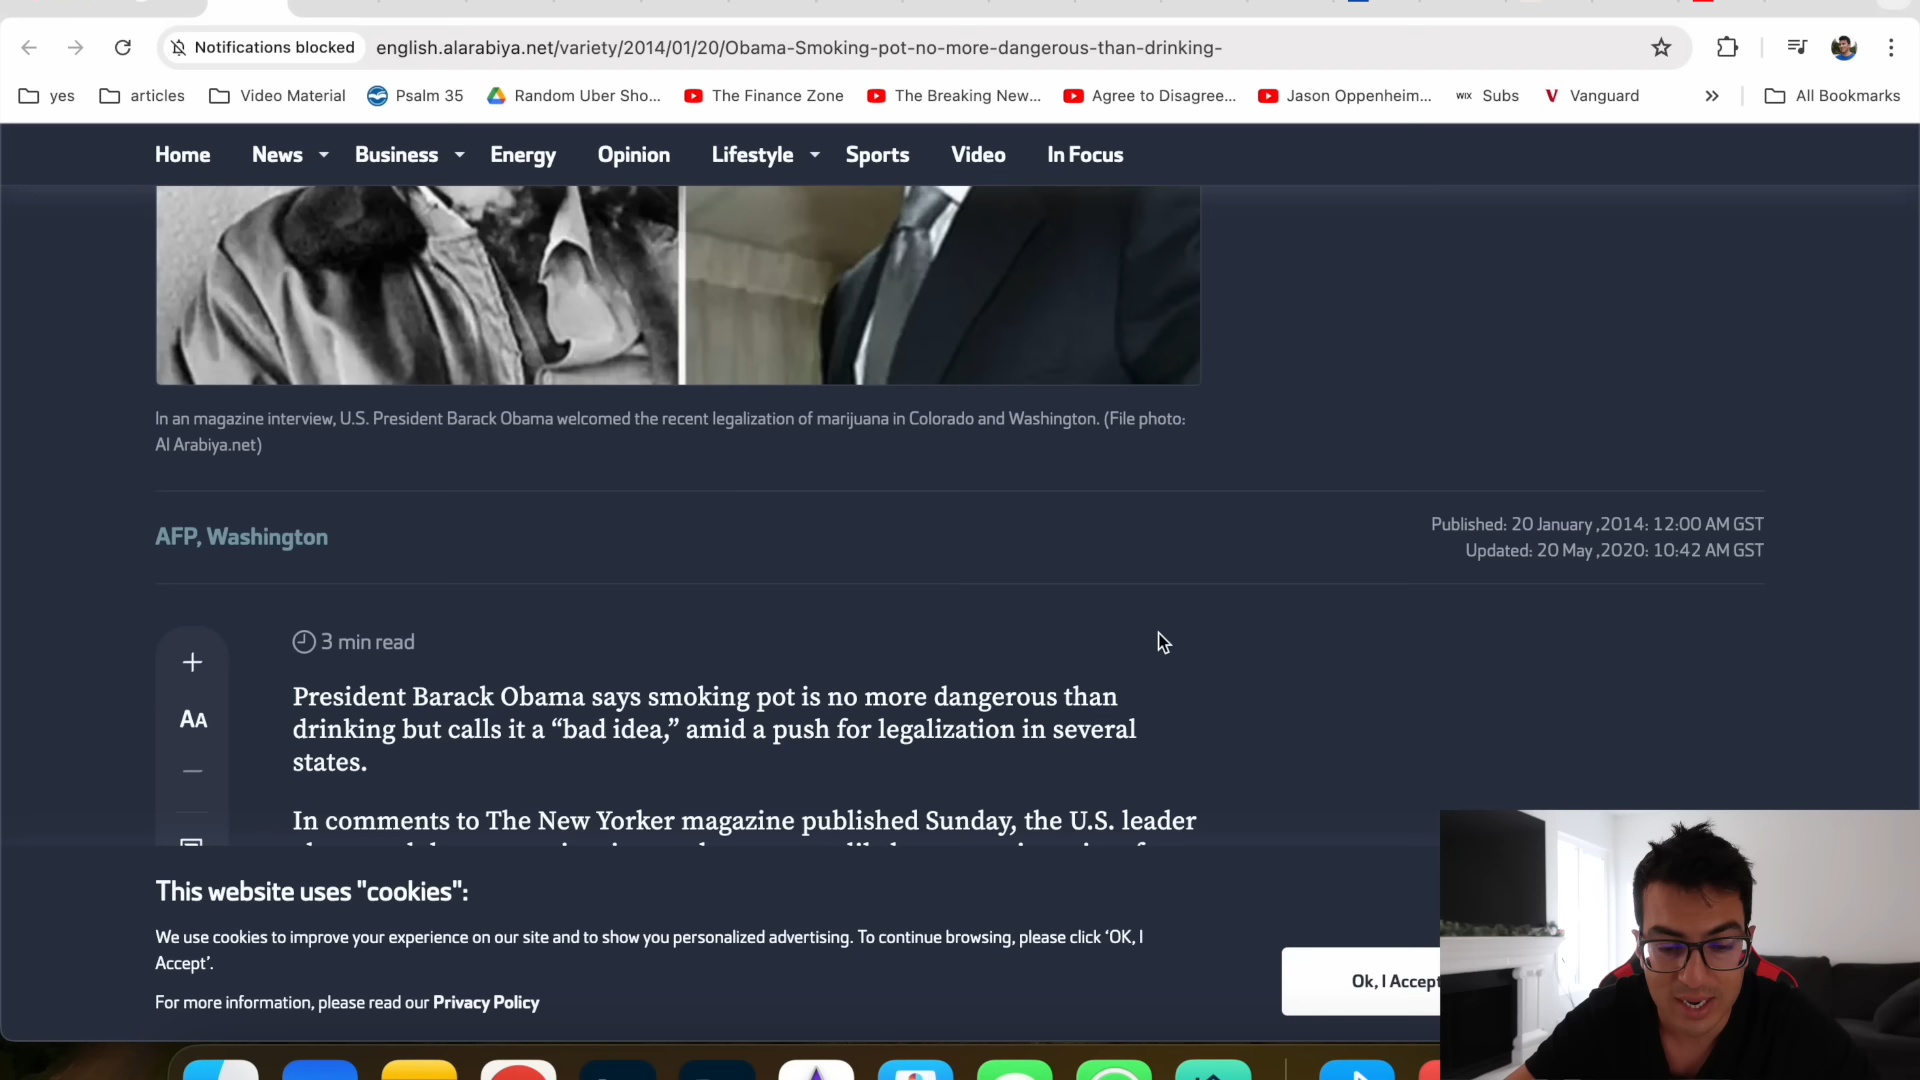 Notifications blocked
english.alarabiya.net/variety/2014/01/20/Obama-Smoking-pot-no-more-dangerous-than-drinking-
yes
articles
Video Material
Psalm 35
Random Uber Sho...
The Finance Zone
The Breaking New...
Agree to Disagree...
Jason Oppenheim...
WIX Subs
Vanguard
All Bookmarks
Home News Business Energy Opinion Lifestyle Sports Video In Focus
In an magazine interview, U.S. President Barack Obama welcomed the recent legalization of marijuana in Colorado and Washington. (File photo:
Al Arabiya.net)
AFP, Washington
Published: 20 January ,2014: 12:00 AM GST
Updated: 20 May ,2020: 10:42 AM GST
3 min read
AA
President Barack Obama says smoking pot is no more dangerous than
drinking but calls it a “bad idea,” amid a push for legalization in several
states.
In comments to The New Yorker magazine published Sunday, the U.S. leader
This website uses "cookies":
We use cookies to improve your experience on our site and to show you personalized advertising. To continue browsing, please click ‘OK, I
Accept’.
For more information, please read our Privacy Policy
Ok, I Accept